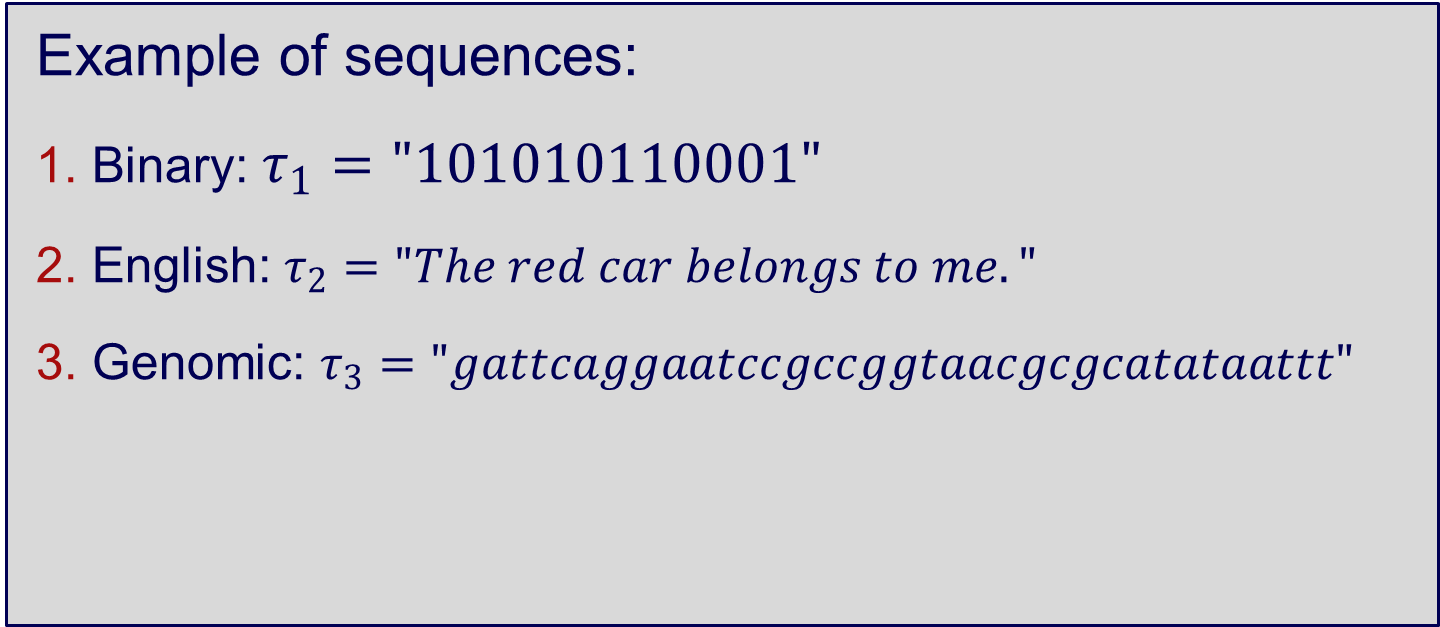 Example of sequences:
1. Binary: τ₁ = "101010110001"
2. English: τ₂ = "The red car belongs to me."
3. Genomic: τ₃ = "gattcaggaatccgccggtaacgcgcatataattt"